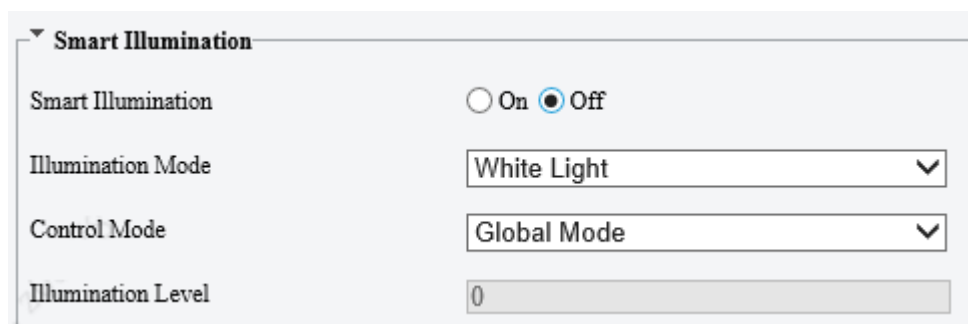 Smart Illumination
Smart Illumination On Off
Illumination Mode White Light
Control Mode Global Mode
Illumination Level 0